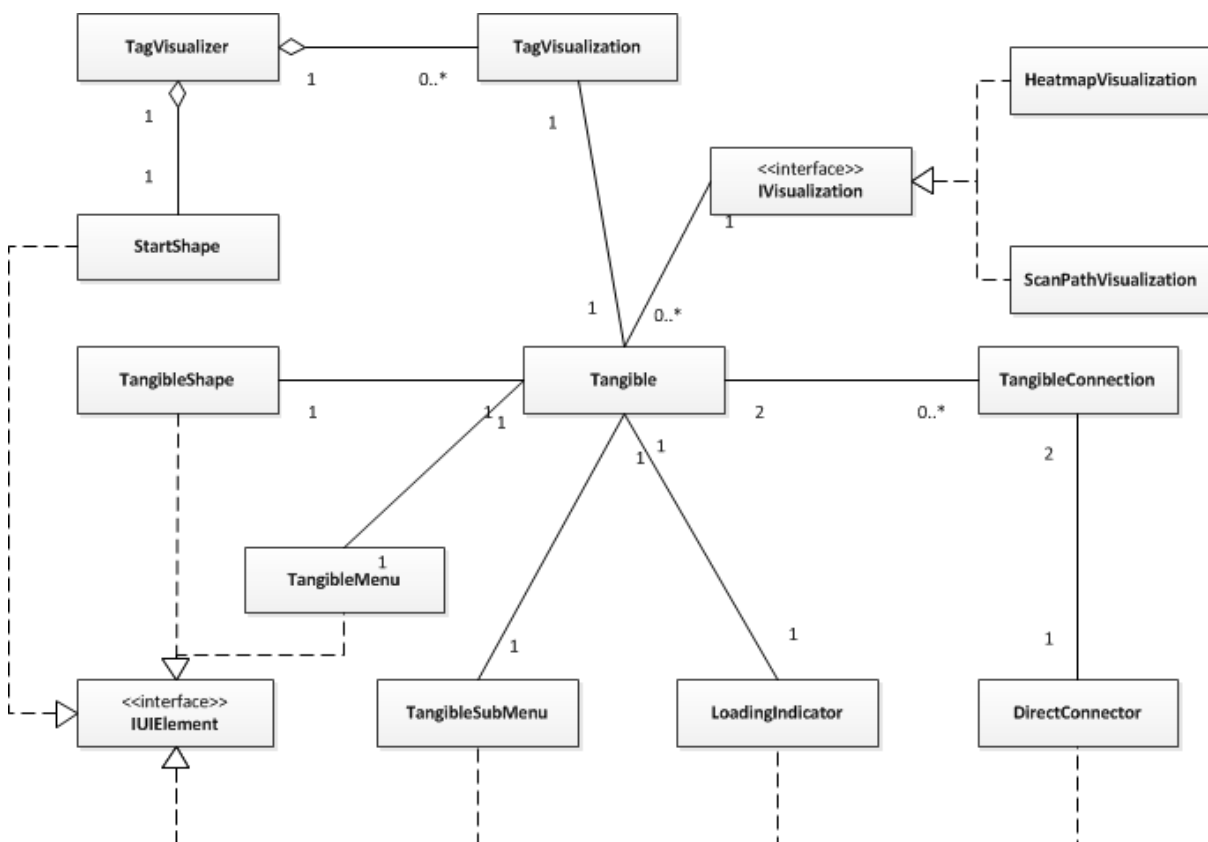 TagVisualizer
TagVisualization
1
0..*
HeatmapVisualization
1
1
<<interface>>
IVisualization
1
1
StartShape
ScanPathVisualization
1
0..*
TangibleShape
Tangible
TangibleConnection
1
1
1
2
0..*
1
1
2
1
TangibleMenu
1
1
1
<<interface>>
IUIElement
TangibleSubMenu
LoadingIndicator
DirectConnector